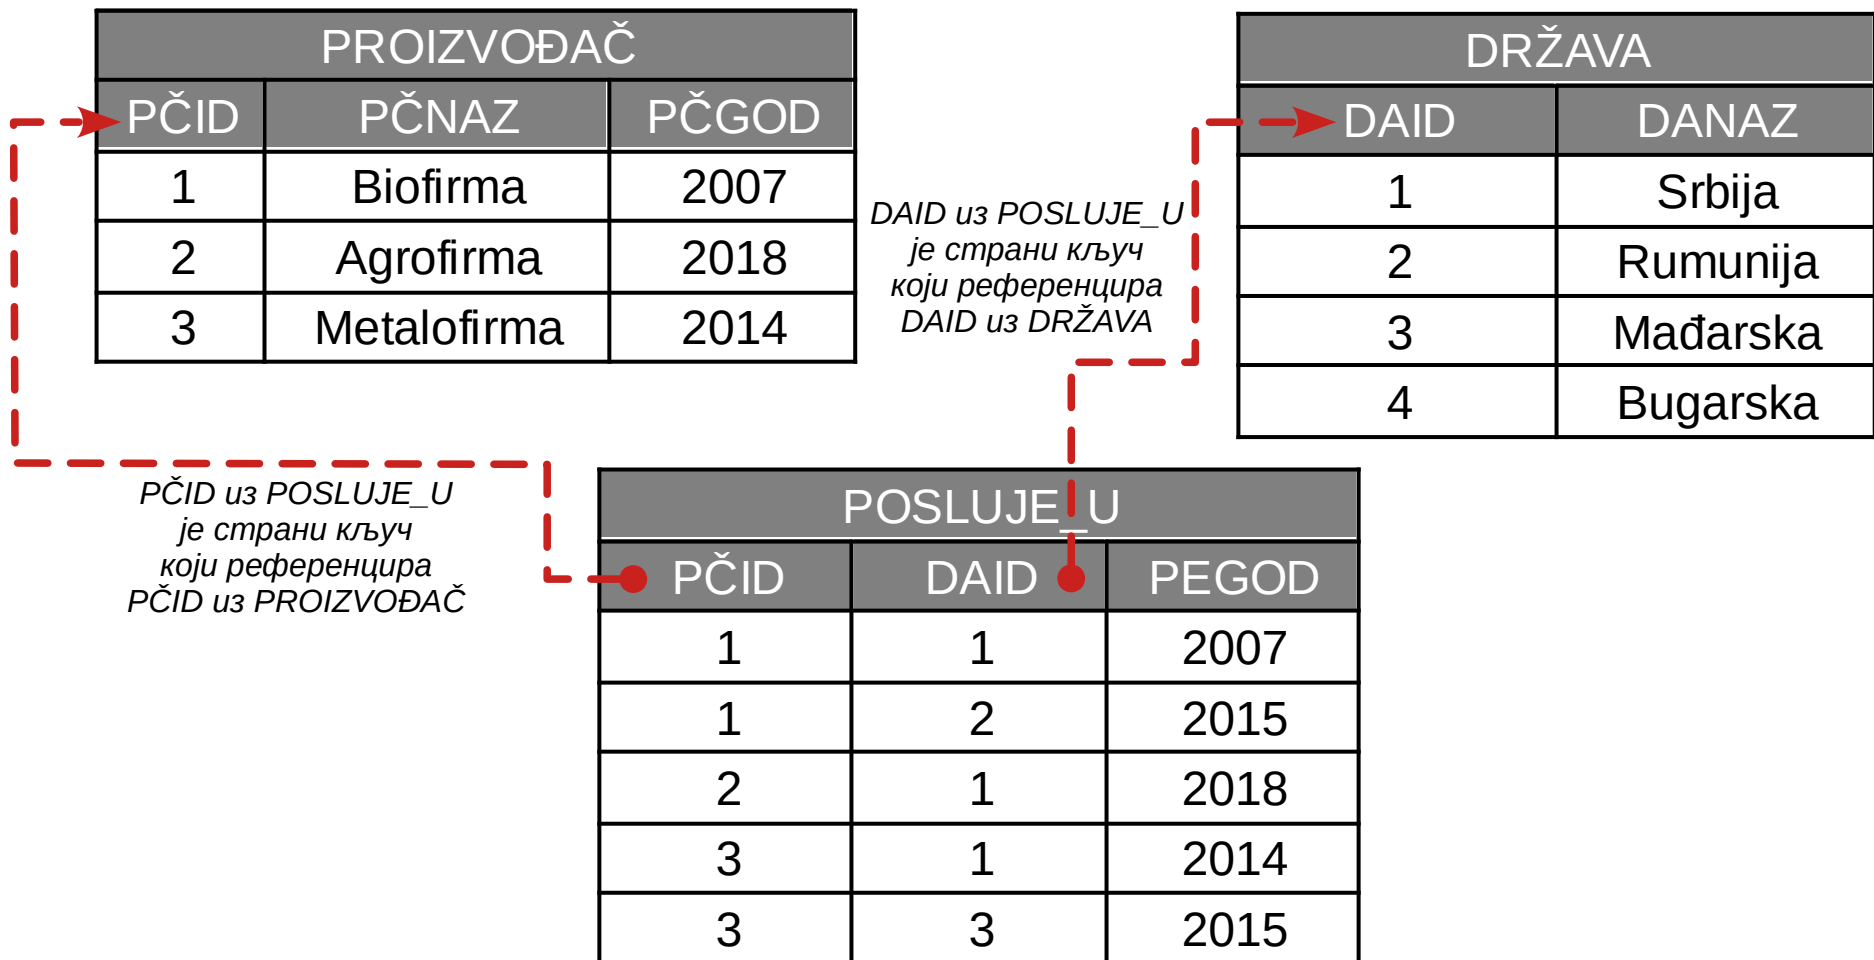 PROIZVOĐAČ
PČID PČNAZ PČGOD
1 Biofirma 2007
2 Agrofirma 2018
3 Metalofirma 2014
DRŽAVA
DAID DANAZ
1 Srbija
2 Rumunija
3 Mađarska
4 Bugarska
DAID из POSLUJE_U
је страни кључ
који референцира
DAID из DRŽAVA
PČID из POSLUJE_U
је страни кључ
који референцира
PČID из PROIZVOĐAČ
POSLUJE_U
PČID DAID PEGOD
1 1 2007
1 2 2015
2 1 2018
3 1 2014
3 3 2015